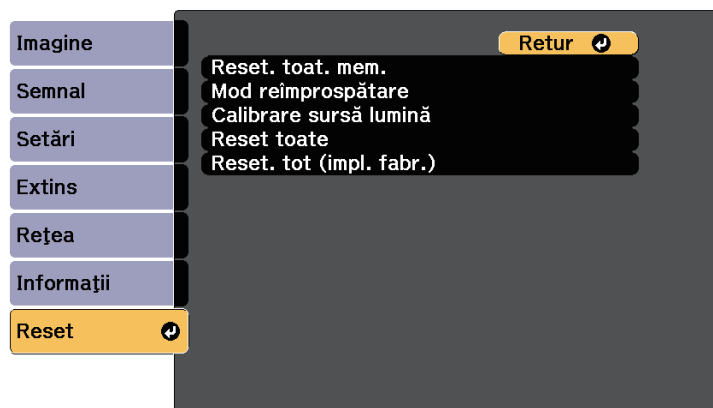 Imagine
Semnal
Setări
Extins
Reţea
Informaţii
Reset
Retur
Reset. toat. mem.
Mod reîmprospătare
Calibrare sursă lumină
Reset toate
Reset. tot (impl. fabr.)